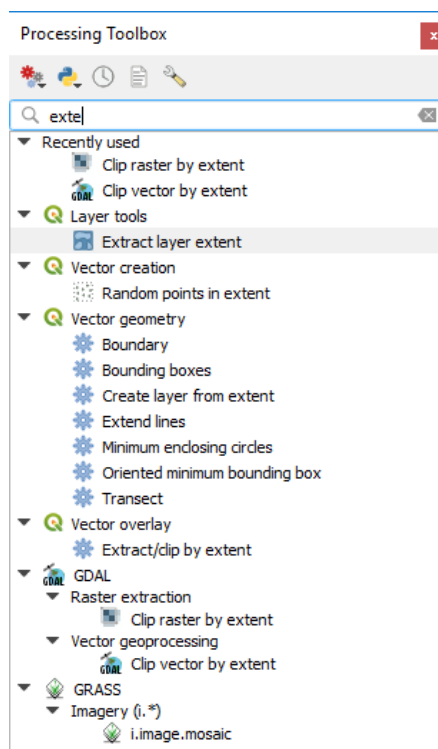 Processing Toolbox
x
exte
Recently used
Clip raster by extent
GDAL Clip vector by extent
Layer tools
Extract layer extent
Vector creation
Random points in extent
Vector geometry
Boundary
Bounding boxes
Create layer from extent
Extend lines
Minimum enclosing circles
Oriented minimum bounding box
Transect
Vector overlay
Extract/clip by extent
GDAL GDAL
Raster extraction
Clip raster by extent
Vector geoprocessing
GDAL Clip vector by extent
GRASS
Imagery (i.*)
i.image.mosaic